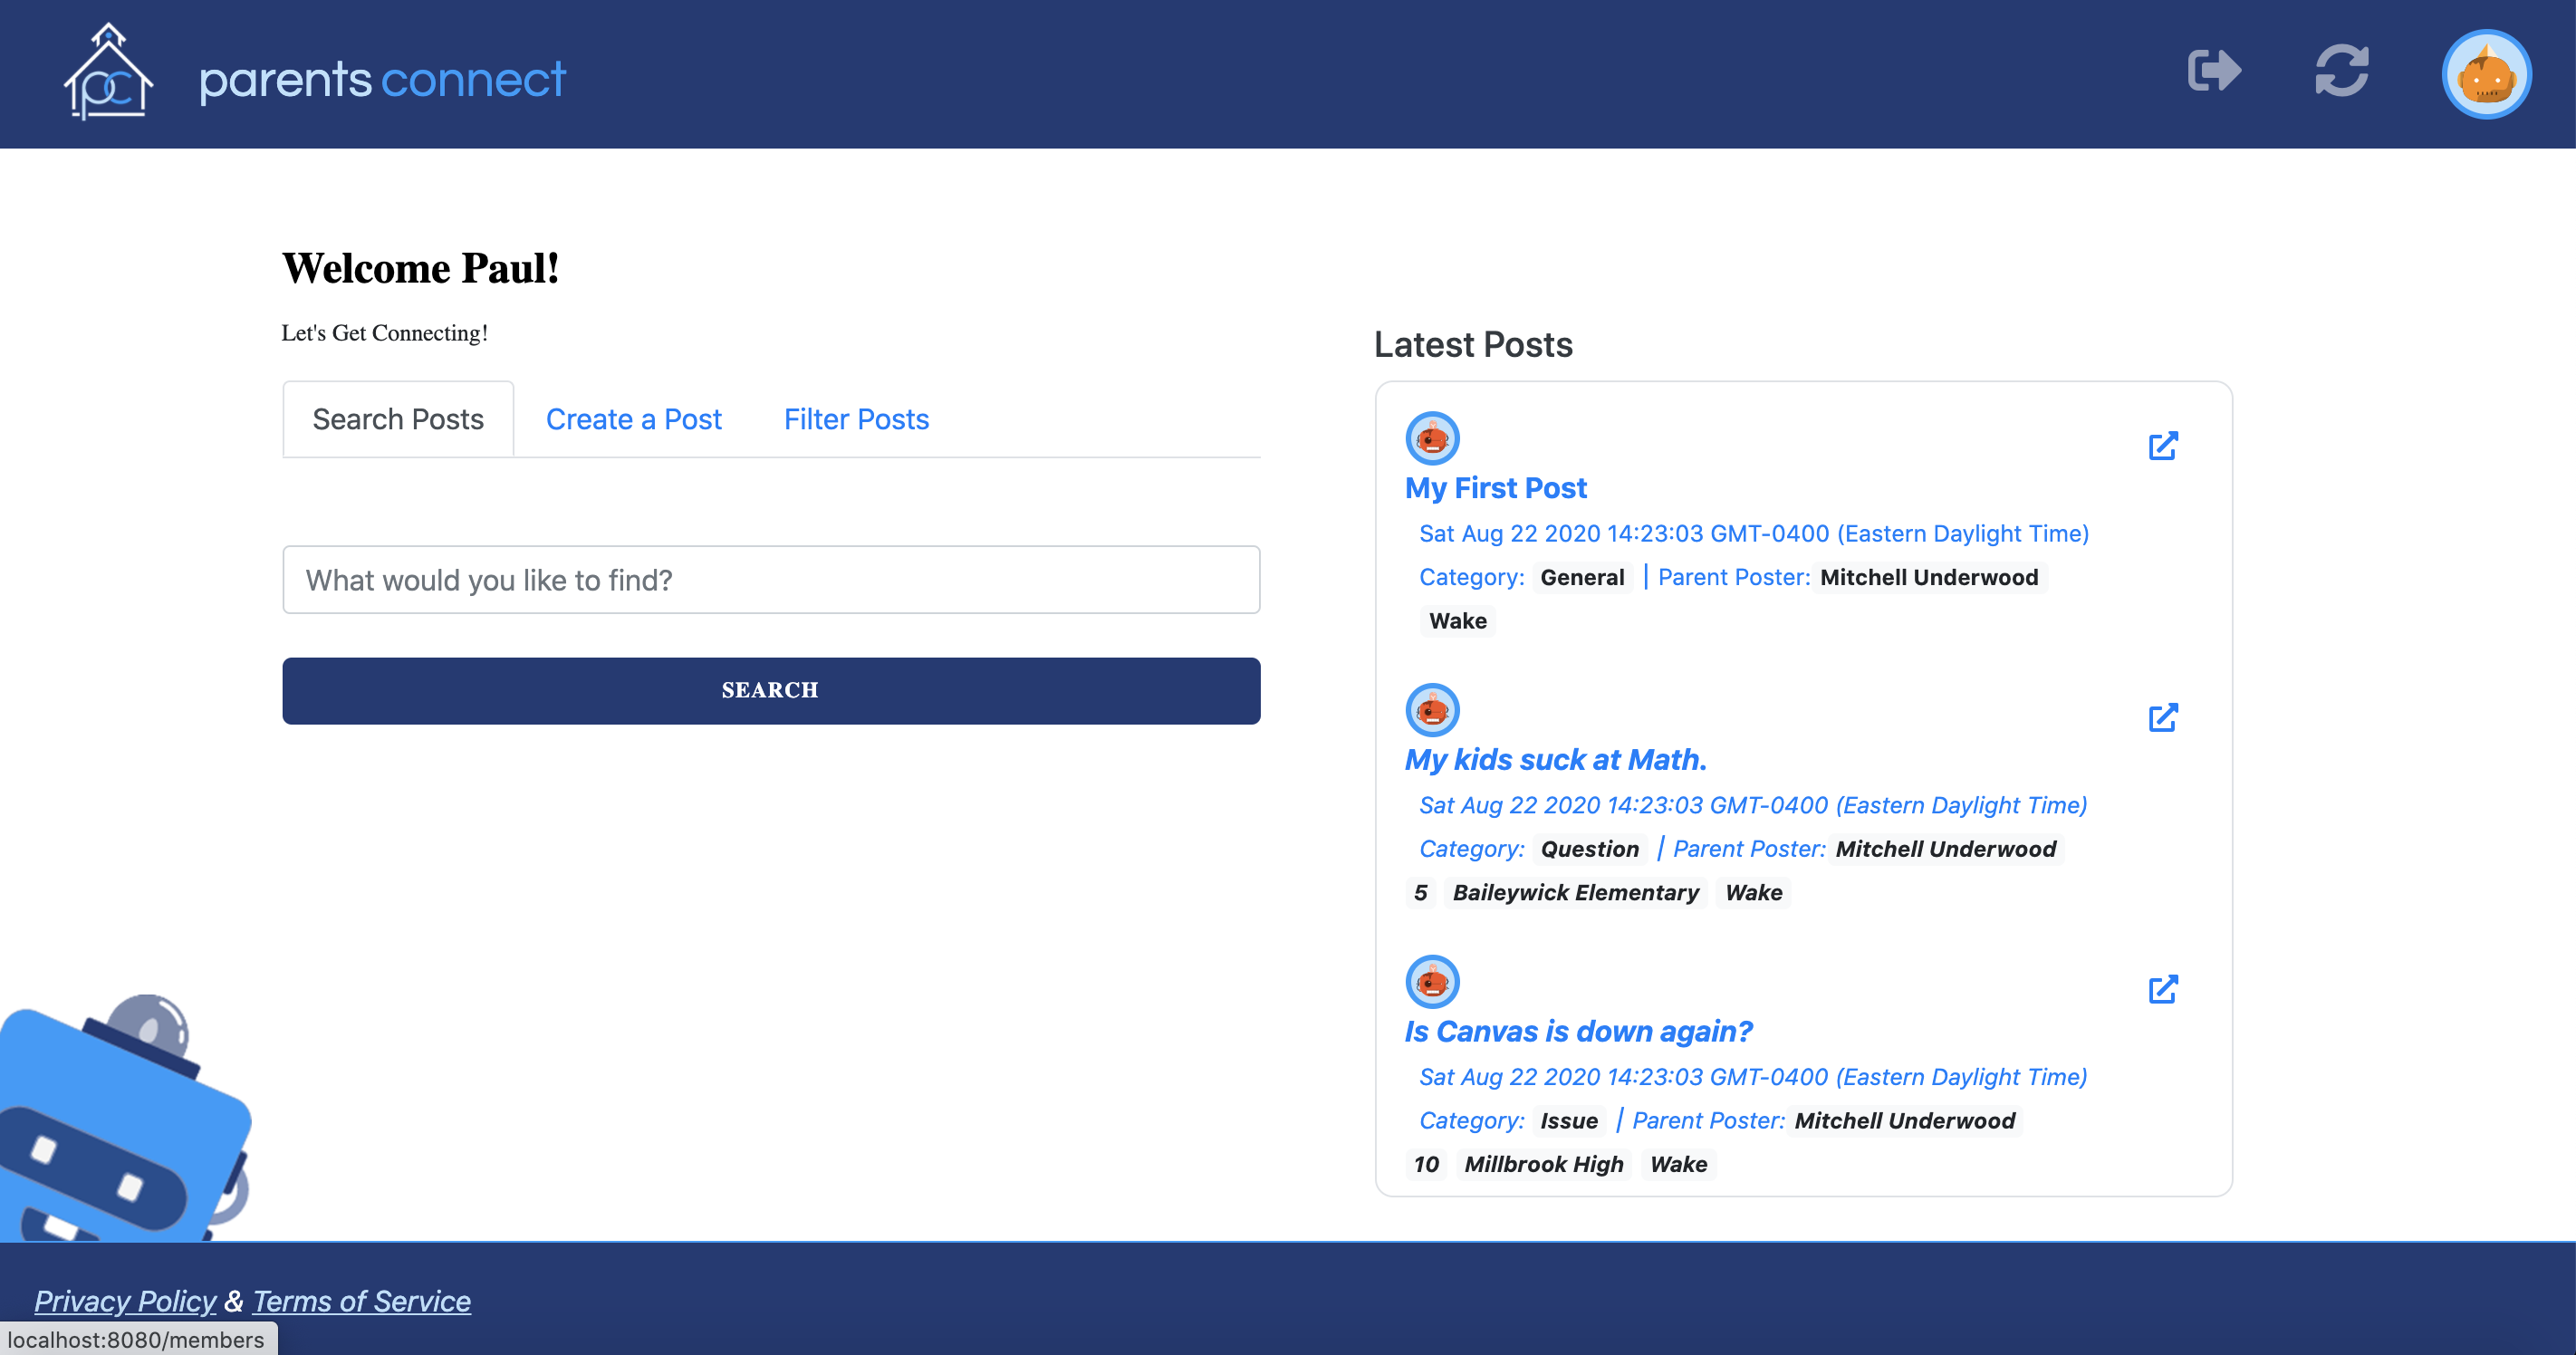 pc
parents connect
Welcome Paul!
Let's Get Connecting!
Search Posts
Create a Post
Filter Posts
What would you like to find?
SEARCH
Latest Posts
My First Post
Sat Aug 22 2020 14:23:03 GMT-0400 (Eastern Daylight Time)
Category: General | Parent Poster: Mitchell Underwood
Wake
My kids suck at Math.
Sat Aug 22 2020 14:23:03 GMT-0400 (Eastern Daylight Time)
Category: Question | Parent Poster: Mitchell Underwood
5 Baileywick Elementary Wake
Is Canvas is down again?
Sat Aug 22 2020 14:23:03 GMT-0400 (Eastern Daylight Time)
Category: Issue | Parent Poster: Mitchell Underwood
10 Millbrook High Wake
Privacy Policy & Terms of Service
localhost:8080/members